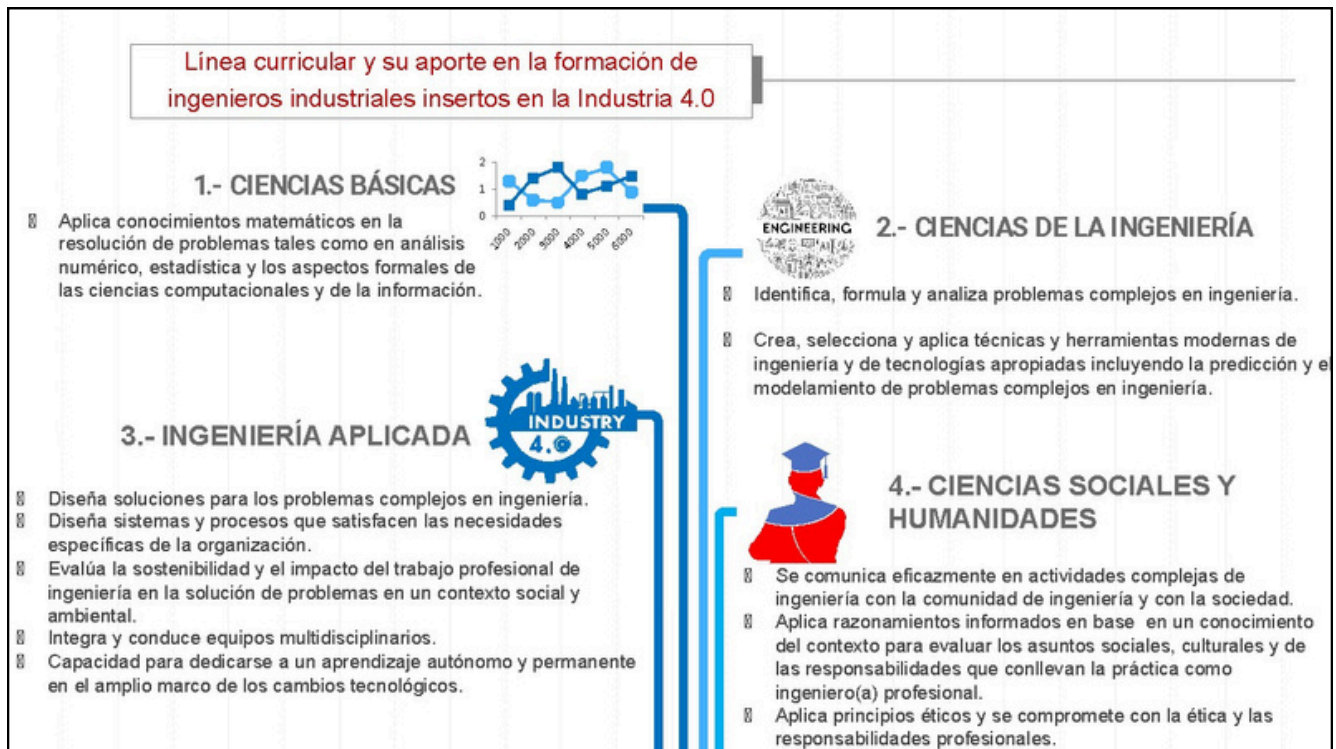 Línea curricular y su aporte en la formación de
ingenieros industriales insertos en la Industria 4.0
1.- CIENCIAS BÁSICAS
Aplica conocimientos matemáticos en la
resolución de problemas tales como en análisis
numérico, estadística y los aspectos formales de
las ciencias computacionales y de la información.
2
1
0
1000 2000 3000 4000 5000 6000
ENGINEERING
2.- CIENCIAS DE LA INGENIERÍA
Identifica, formula y analiza problemas complejos en ingeniería.
Crea, selecciona y aplica técnicas y herramientas modernas de
ingeniería y de tecnologías apropiadas incluyendo la predicción y el
modelamiento de problemas complejos en ingeniería.
3.- INGENIERÍA APLICADA
INDUSTRY
4.0
Diseña soluciones para los problemas complejos en ingeniería.
Diseña sistemas y procesos que satisfacen las necesidades
específicas de la organización.
Evalúa la sostenibilidad y el impacto del trabajo profesional de
ingeniería en la solución de problemas en un contexto social y
ambiental.
Integra y conduce equipos multidisciplinarios.
Capacidad para dedicarse a un aprendizaje autónomo y permanente
en el amplio marco de los cambios tecnológicos.
4.- CIENCIAS SOCIALES Y
HUMANIDADES
Se comunica eficazmente en actividades complejas de
ingeniería con la comunidad de ingeniería y con la sociedad.
Aplica razonamientos informados en base en un conocimiento
del contexto para evaluar los asuntos sociales, culturales y de
las responsabilidades que conllevan la práctica como
ingeniero(a) profesional.
Aplica principios éticos y se compromete con la ética y las
responsabilidades profesionales.